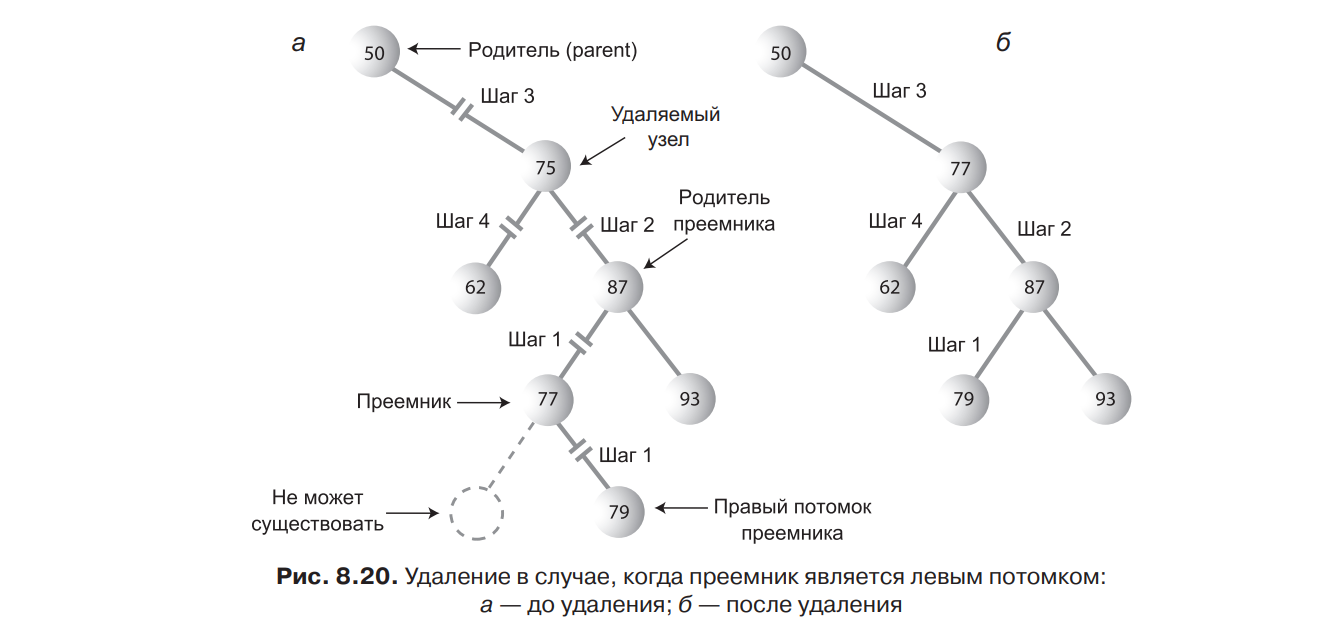 а
50
Родитель (parent)
Шаг 3
Удаляемый
узел
75
Шаг 4
Шаг 2
Родитель
преемника
62
87
Шаг 1
Преемник
77
93
Шаг 1
Не может
существовать
79
Правый потомок
преемника
50
б
Шаг 3
77
Шаг 4
Шаг 2
62
87
Шаг 1
79
93
Рис. 8.20. Удаление в случае, когда преемник является левым потомком:
а — до удаления; б — после удаления